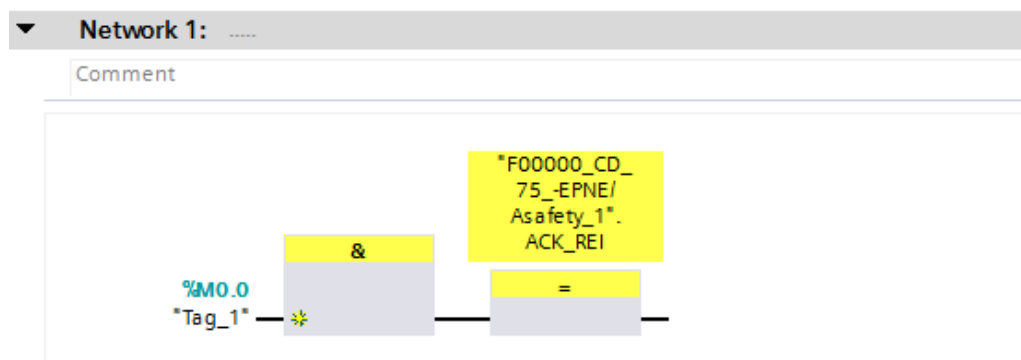 Network 1: .....
Comment
"F00000_CD_
75_-EPNE/
Asafety_1".
ACK_REI
&
=
%M0.0
"Tag_1"